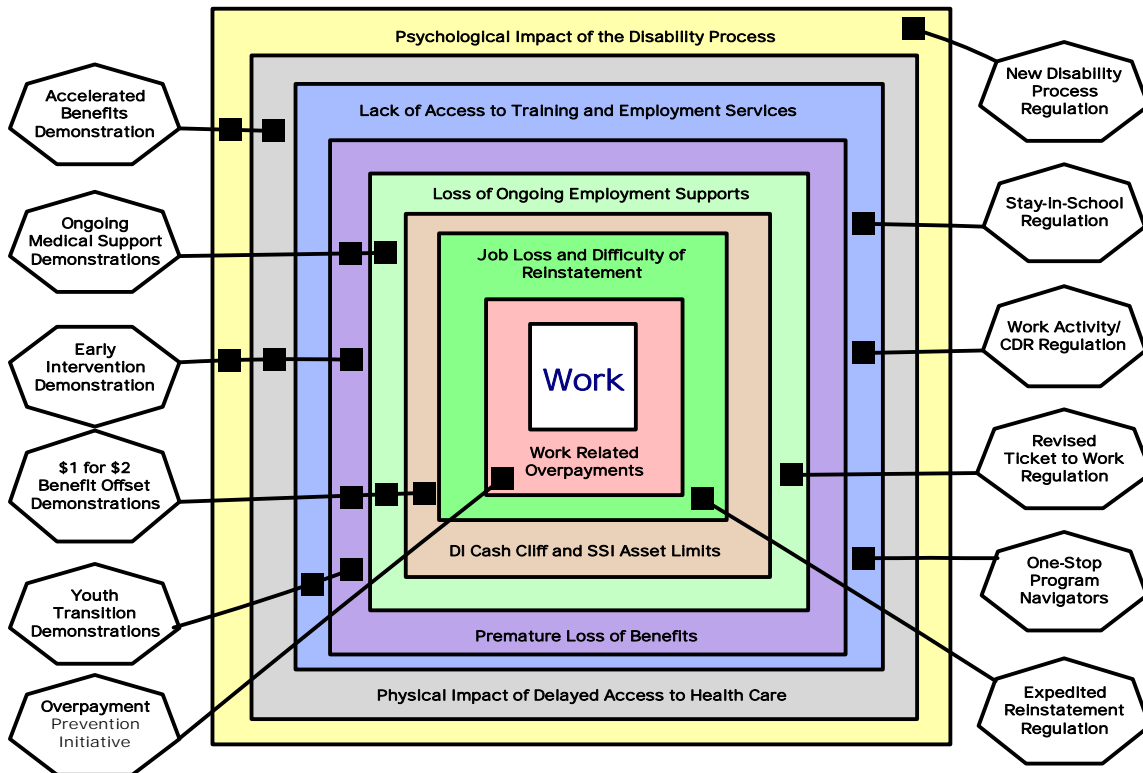 Psychological Impact of the Disability Process
Lack of Access to Training and Employment Services
Loss of Ongoing Employment Supports
Job Loss and Difficulty of
Reinstatement
Work
Work Related
Overpayments
DI Cash Cliff and SSI Asset Limits
Premature Loss of Benefits
Physical Impact of Delayed Access to Health Care
Accelerated
Benefits
Demonstration
Ongoing
Medical Support
Demonstrations
Early
Intervention
Demonstration
$1 for $2
Benefit Offset
Demonstrations
Youth
Transition
Demonstrations
Overpayment
Prevention
Initiative
New Disability
Process
Regulation
Stay-In-School
Regulation
Work Activity/
CDR Regulation
Revised
Ticket to Work
Regulation
One-Stop
Program
Navigators
Expedited
Reinstatement
Regulation